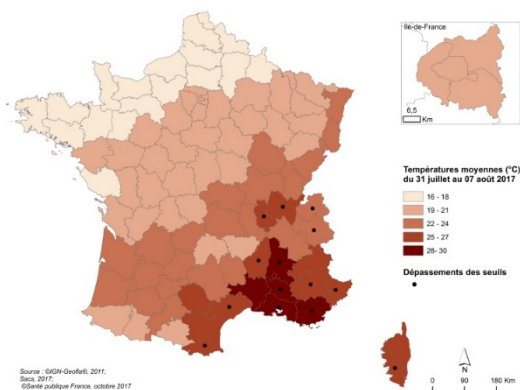 Ile-de-France
6,5
Km
Températures moyennes (°C)
du 31 juillet au 07 août 2017
16 - 18
19 - 21
22 - 24
25 - 27
28- 30
Dépassements des seuils
Source : ©IGN-Geofla®, 2011;
Sacs, 2017;
©Santé publique France, octobre 2017
0 90 180 Km